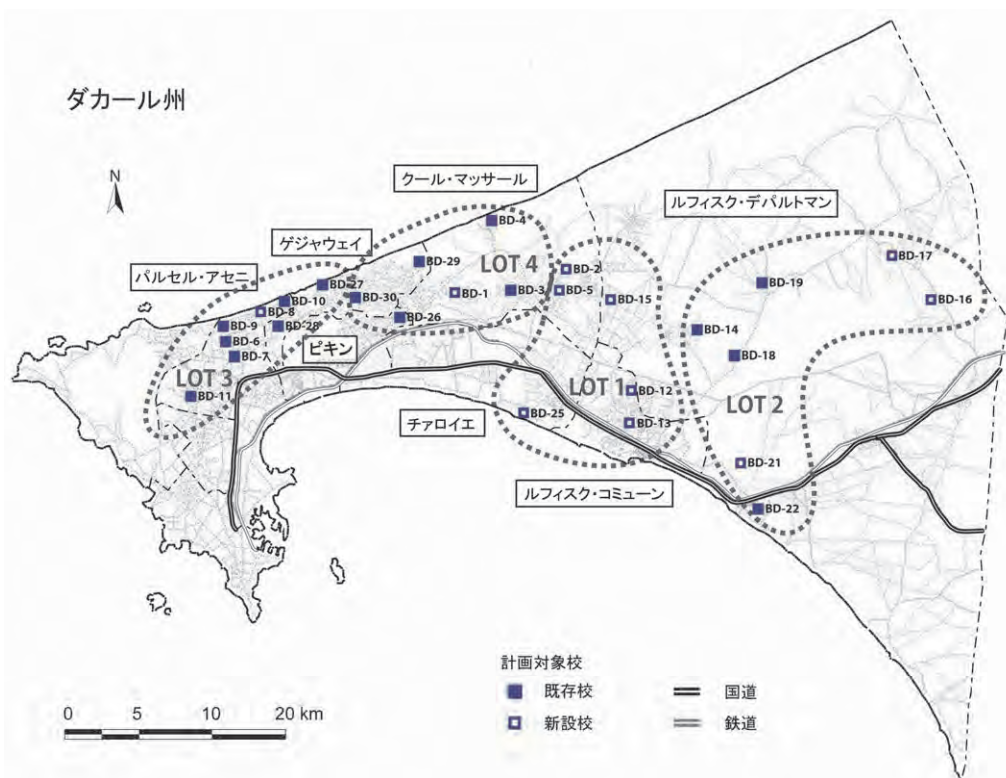 ダカール州
N
クール・マッサール
ルフィスク・デパルトマン
ゲジャウェイ
パルセル・アセニ
BD-4
BD-29
LOT 4
BD-2
BD-17
BD-27
BD-10
BD-30
BD-1
BD-3
BD-5
BD-15
BD-19
BD-16
BD-8
BD-9
BD-28
BD-26
BD-14
BD-6
BD-7
ピキン
BD-18
LOT 3
BD-11
LOT 1
BD-12
LOT 2
BD-25
BD-13
チァロイエ
BD-21
ルフィスク・コミューン
BD-22
計画対象校
既存校
国道
新設校
鉄道
0 5 10 20 km